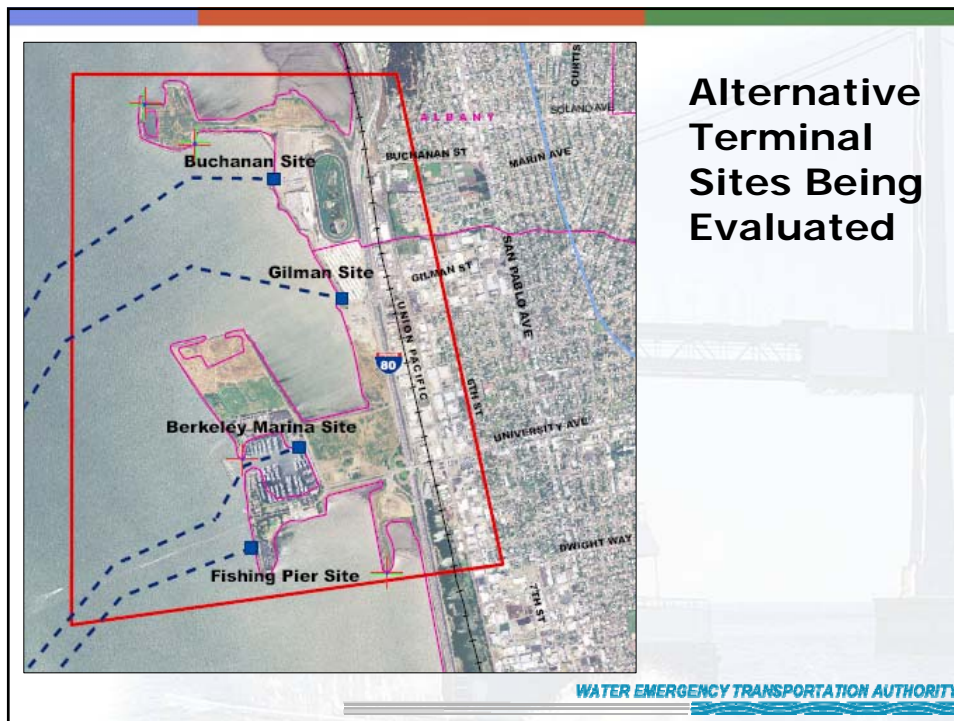 Alternative
Terminal
Sites Being
Evaluated
CURTIS
SOLANO AVE
ALBANY
BUCHANAN ST
MARIN AVE
Buchanan Site
SAN PABLO AVE
Gilman Site
GILMAN ST
UNION PACIFIC
80
6TH ST
Berkeley Marina Site
UNIVERSITY AVE
DWIGHT WAY
Fishing Pier Site
7TH ST
WATER EMERGENCY TRANSPORTATION AUTHORITY